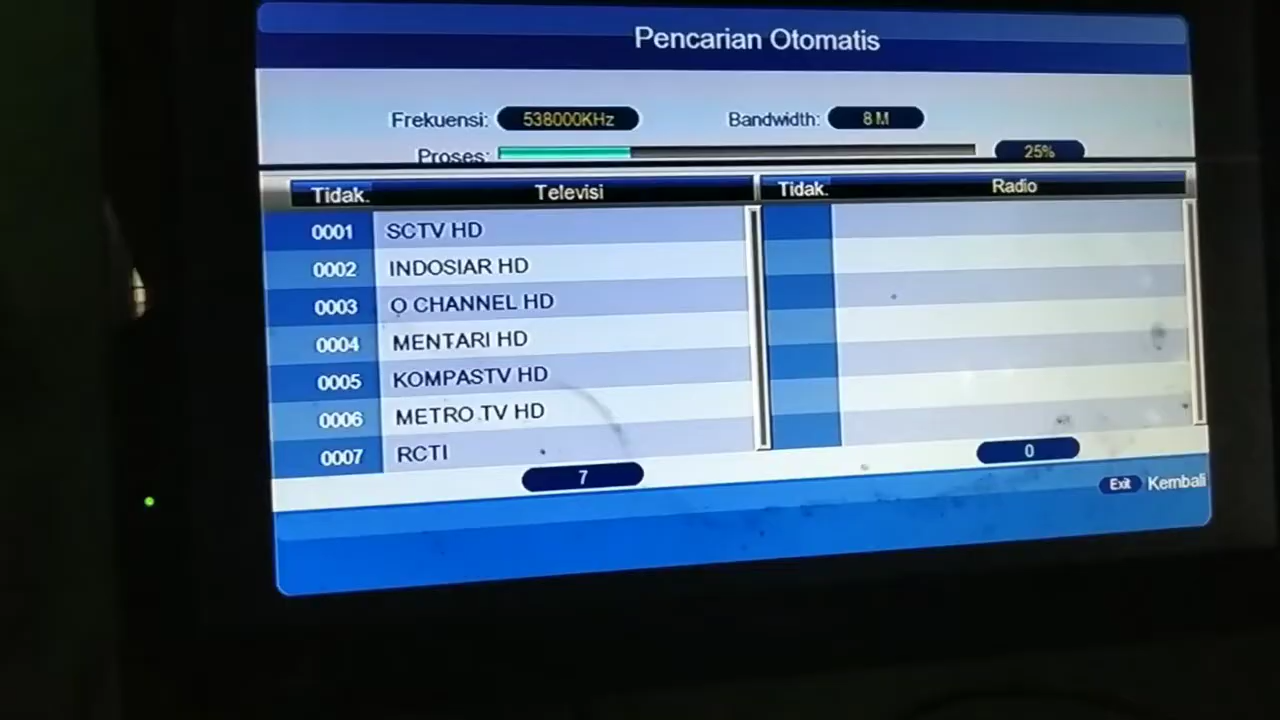 Pencarian Otomatis
Frekuensi: 538000KHz Bandwidth: 8 M
Proses: 25%
Tidak. Televisi Tidak. Radio
0001 SCTV HD
0002 INDOSIAR HD
0003 O CHANNEL HD
0004 MENTARI HD
0005 KOMPASTV HD
0006 METRO TV HD
0007 RCTI
7 0
Exit Kembali